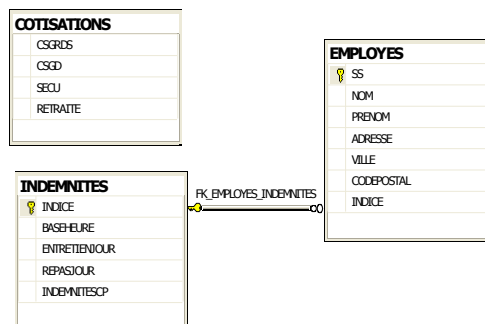 COTISATIONS
CSGRDS
CSGD
SECU
RETRAITE
EMPLOYES
SS
NOM
PRENOM
ADRESSE
VILLE
CODEPOSTAL
INDICE
FK_EMPLOYES_INDEMNITES
INDEMNITES
INDICE
BASEHEURE
ENTRETIENJOUR
REPASJOUR
INDEMNITESCP